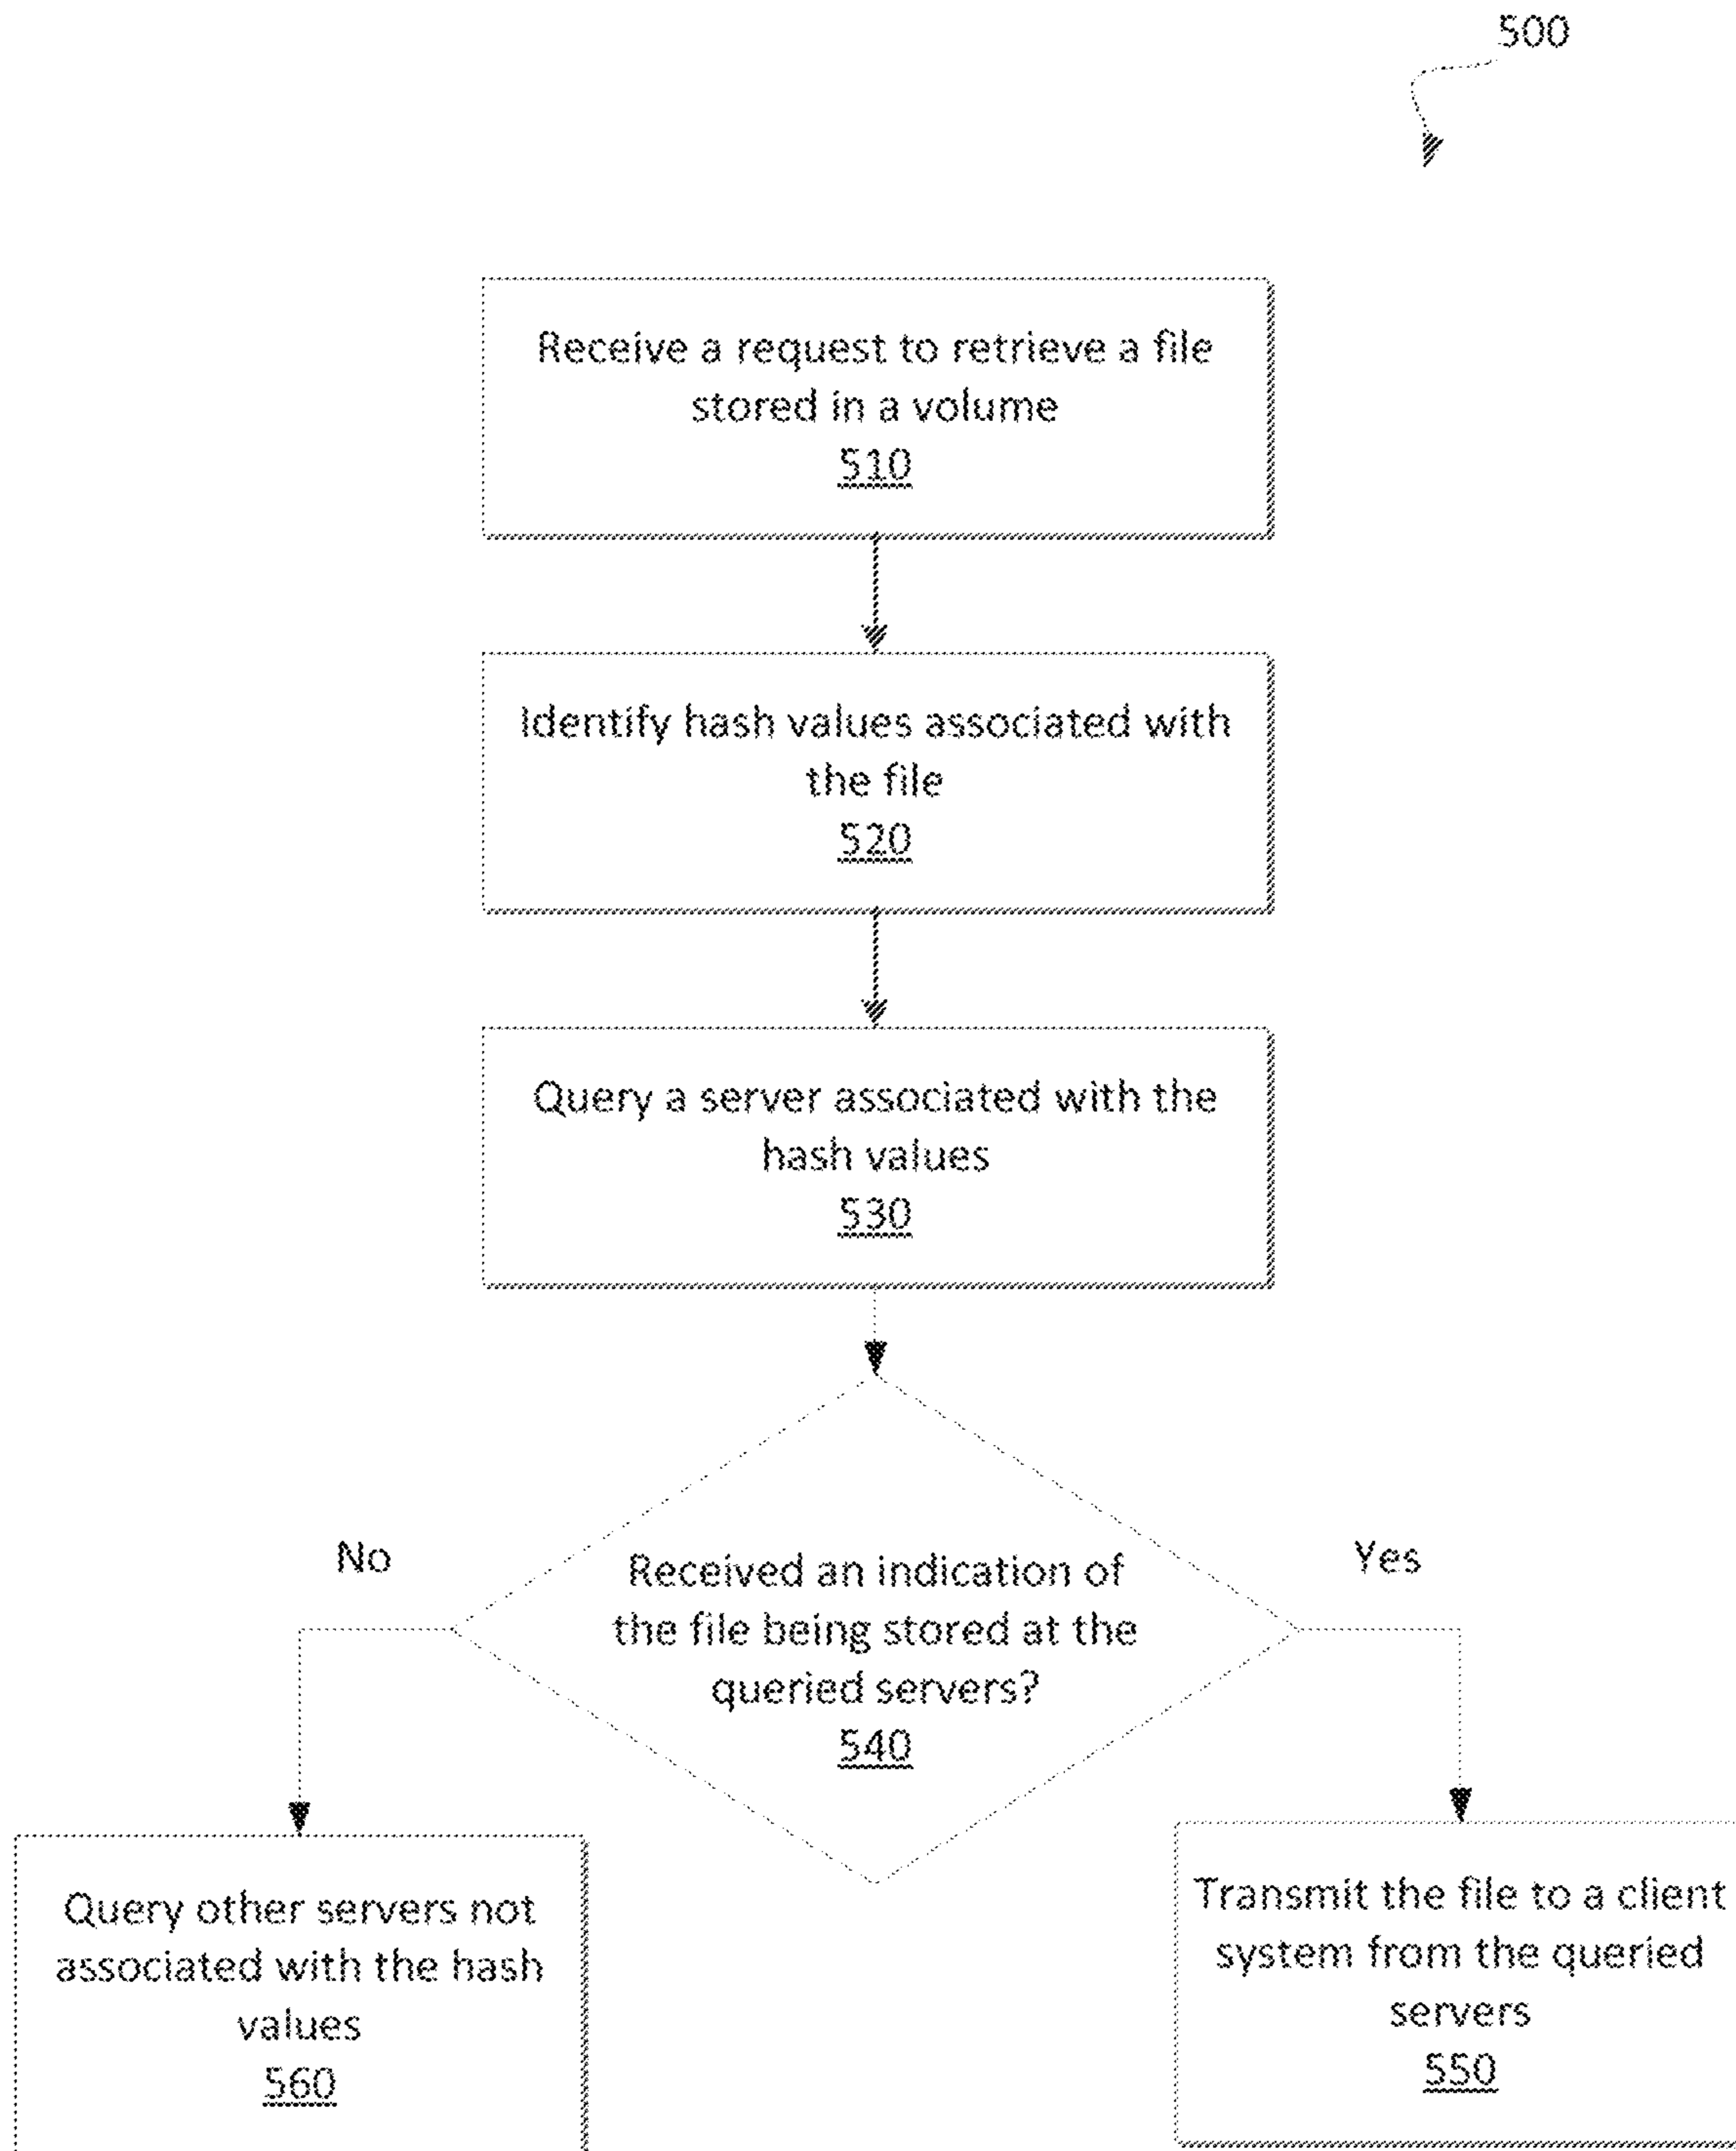 500
Receive a request to retrieve a file
stored in a volume
510
Identify hash values associated with
the file
520
Query a server associated with the
hash values
530
Received an indication of
the file being stored at the
queried servers?
540
No
Yes
Query other servers not
associated with the hash
values
560
Transmit the file to a client
system from the queried
servers
550